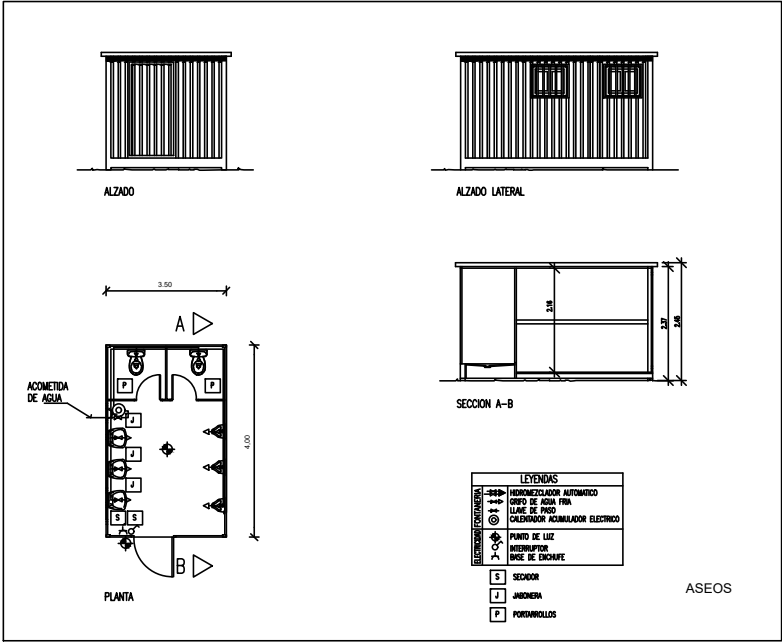 ALZADO
ALZADO LATERAL
3.50
A
ACOMETIDA
DE AGUA
P
P
J
J
J
S
S
4.00
B
PLANTA
2.16
2.37
2.45
SECCION A-B
LEYENDAS
FONTANERIA
HIDROMEZCLADOR AUTOMATICO
GRIFO DE AGUA FRIA
LLAVE DE PASO
CALENTADOR ACUMULADOR ELECTRICO
ELECTRICIDAD
PUNTO DE LUZ
INTERRUPTOR
BASE DE ENCHUFE
S SECADOR
J JABONERA
P PORTARROLLOS
ASEOS